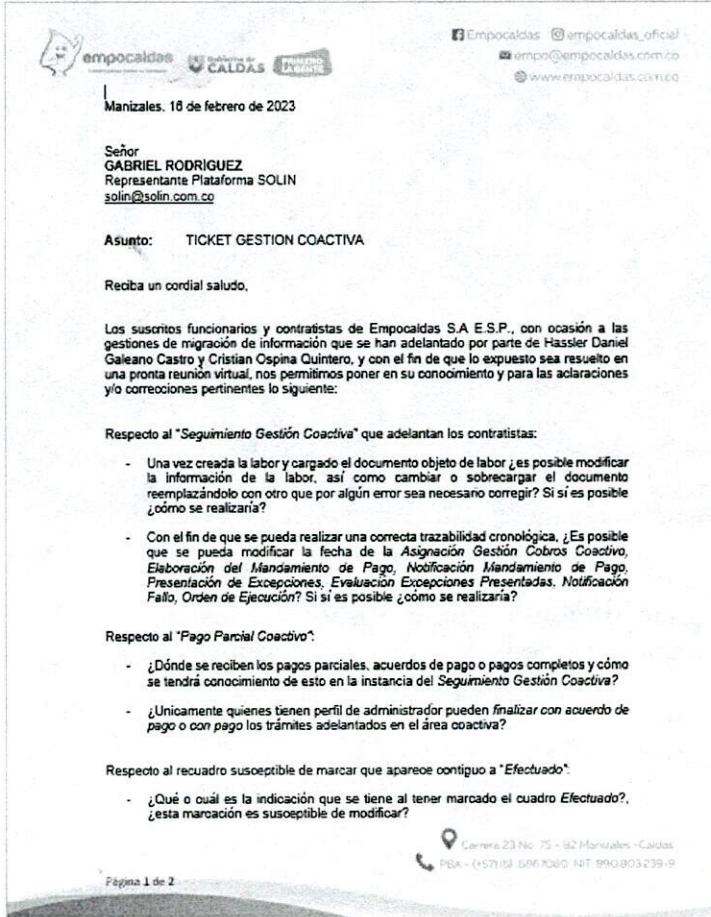 Empocaldas empocaldas_oficial
empo@empocaldas.com.co
www.empocaldas.com.co
empocaldas
Gobierno de
CALDAS
PRIMERO
LA GENTE
Manizales, 16 de febrero de 2023
Señor
GABRIEL RODRÍGUEZ
Representante Plataforma SOLIN
solin@solin.com.co
Asunto: TICKET GESTION COACTIVA
Reciba un cordial saludo,
Los suscritos funcionarios y contratistas de Empocaldas S.A E.S.P., con ocasión a las
gestiones de migración de información que se han adelantado por parte de Hassler Daniel
Galeano Castro y Cristian Ospina Quintero, y con el fin de que lo expuesto sea resuelto en
una pronta reunión virtual, nos permitimos poner en su conocimiento y para las aclaraciones
y/o correcciones pertinentes lo siguiente:
Respecto al "Seguimiento Gestión Coactiva" que adelantan los contratistas:
- Una vez creada la labor y cargado el documento objeto de labor ¿es posible modificar
la información de la labor, así como cambiar o sobrecargar el documento
reemplazándolo con otro que por algún error sea necesario corregir? Si sí es posible
¿cómo se realizaría?
- Con el fin de que se pueda realizar una correcta trazabilidad cronológica, ¿Es posible
que se pueda modificar la fecha de la Asignación Gestión Cobros Coactivo,
Elaboración del Mandamiento de Pago, Notificación Mandamiento de Pago,
Presentación de Excepciones, Evaluación Excepciones Presentadas, Notificación
Fallo, Orden de Ejecución? Si sí es posible ¿cómo se realizaría?
Respecto al "Pago Parcial Coactivo":
- ¿Dónde se reciben los pagos parciales, acuerdos de pago o pagos completos y cómo
se tendrá conocimiento de esto en la instancia del Seguimiento Gestión Coactiva?
- ¿Unicamente quienes tienen perfil de administrador pueden finalizar con acuerdo de
pago o con pago los trámites adelantados en el área coactiva?
Respecto al recuadro susceptible de marcar que aparece contiguo a "Efectuado":
- ¿Qué o cuál es la indicación que se tiene al tener marcado el cuadro Efectuado?,
¿esta marcación es susceptible de modificar?
Carrera 23 No. 75 - 82 Manizales -Caldas
PBX - (+57) (6) 8867080 NIT: 890.803.239-9
Página 1 de 2